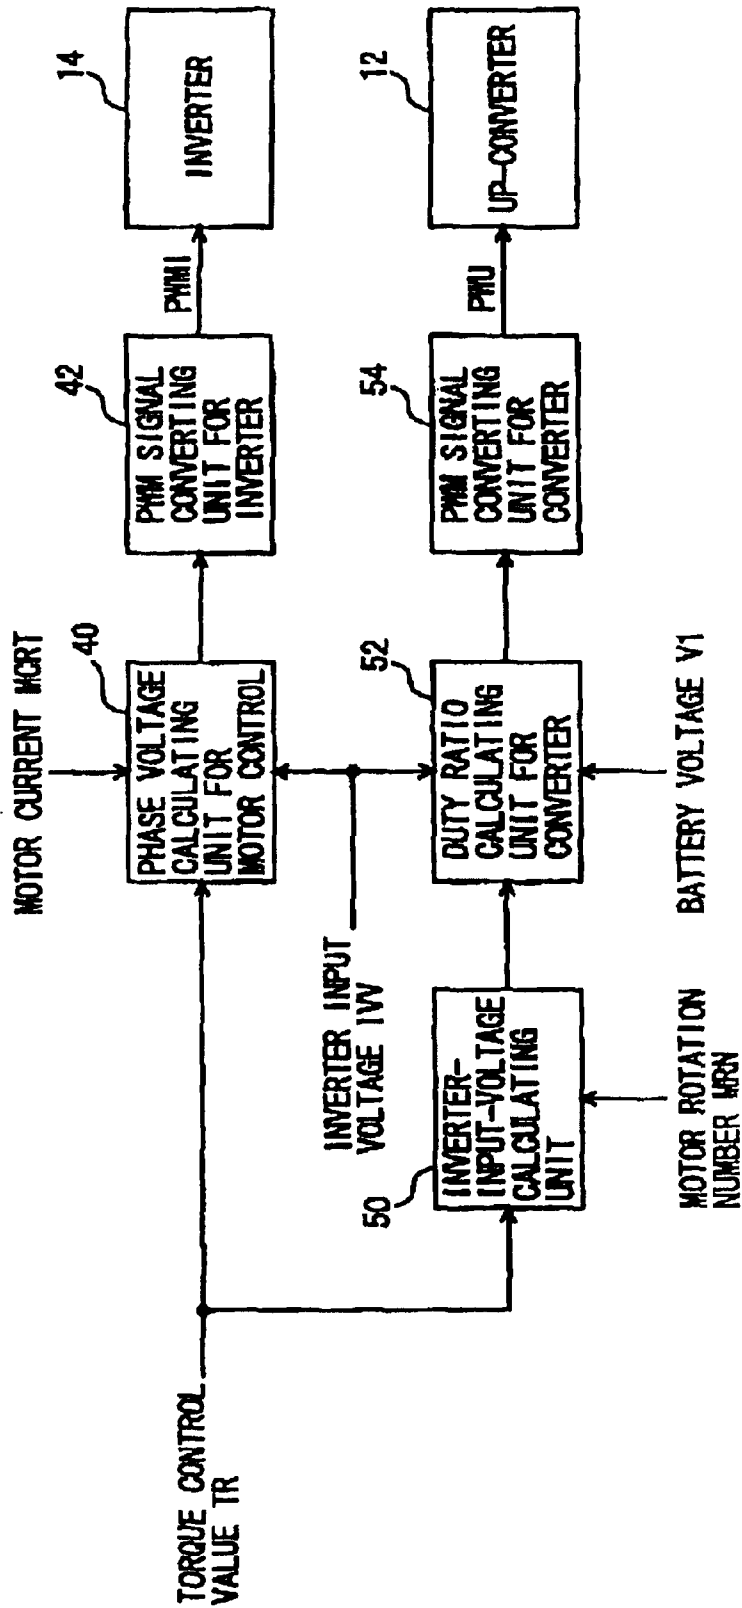 MOTOR CURRENT MCRT
40
PHASE VOLTAGE
CALCULATING
UNIT FOR
MOTOR CONTROL
42
PWM SIGNAL
CONVERTING
UNIT FOR
INVERTER
PWMI
14
INVERTER
TORQUE CONTROL
VALUE TR
INVERTER INPUT
VOLTAGE IVV
50
INVERTER-
INPUT-VOLTAGE
CALCULATING
UNIT
52
DUTY RATIO
CALCULATING
UNIT FOR
CONVERTER
54
PWM SIGNAL
CONVERTING
UNIT FOR
CONVERTER
PWU
12
UP-CONVERTER
MOTOR ROTATION
NUMBER MRN
BATTERY VOLTAGE V1